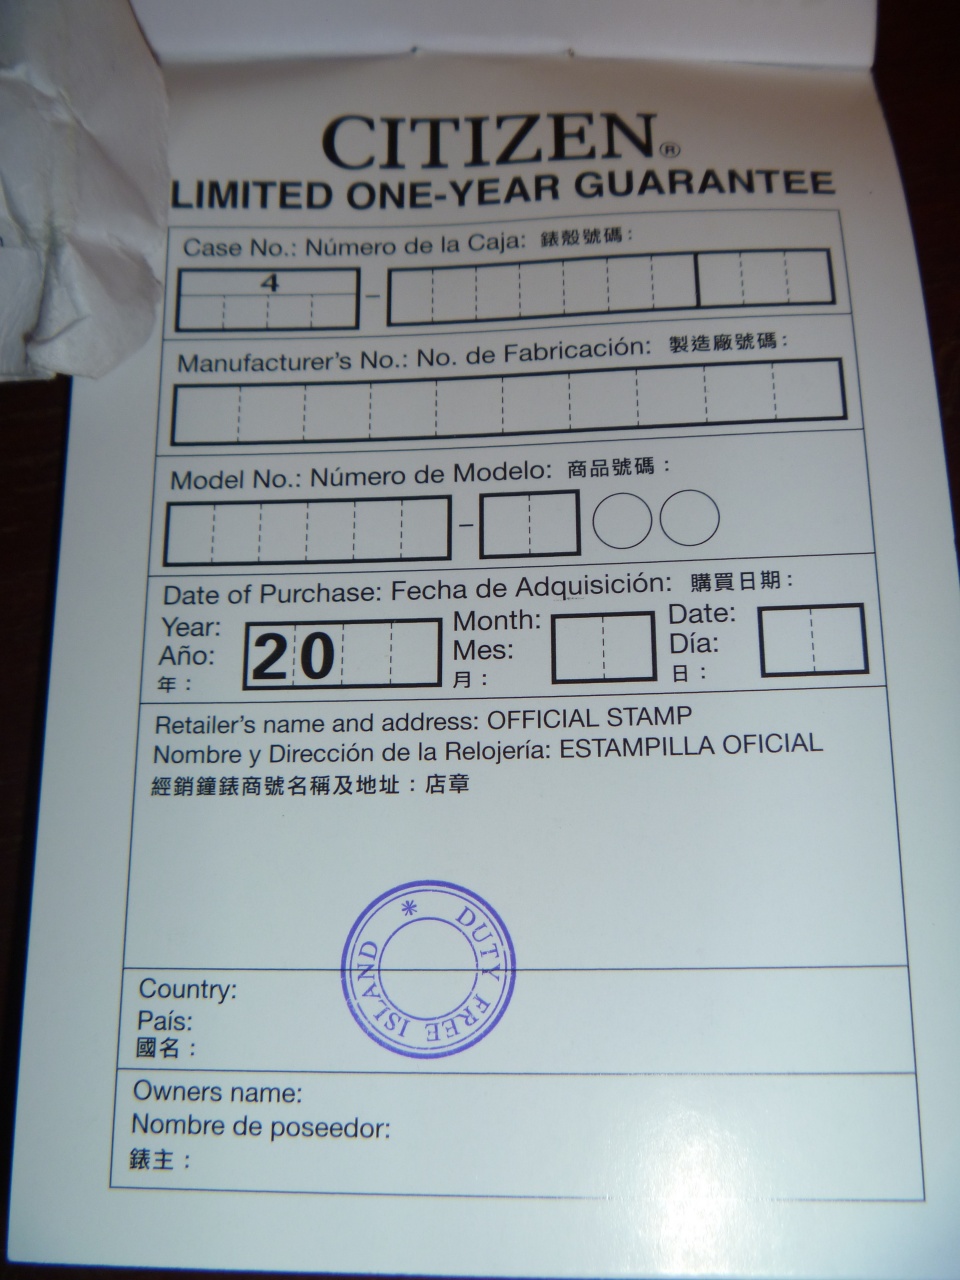 CITIZEN®
LIMITED ONE-YEAR GUARANTEE
Case No.: Número de la Caja: 錶殼號碼：
4
–
Manufacturer's No.: No. de Fabricación: 製造廠號碼：
Model No.: Número de Modelo: 商品號碼：
–
Date of Purchase: Fecha de Adquisición: 購買日期：
Year: 20 Month: Date:
Año: Mes: Día:
年： 月： 日：
Retailer's name and address: OFFICIAL STAMP
Nombre y Dirección de la Relojería: ESTAMPILLA OFICIAL
經銷鐘錶商號名稱及地址：店章
* DUTY FREE ISLAND
Country:
País:
國名：
Owners name:
Nombre de poseedor:
錶主：